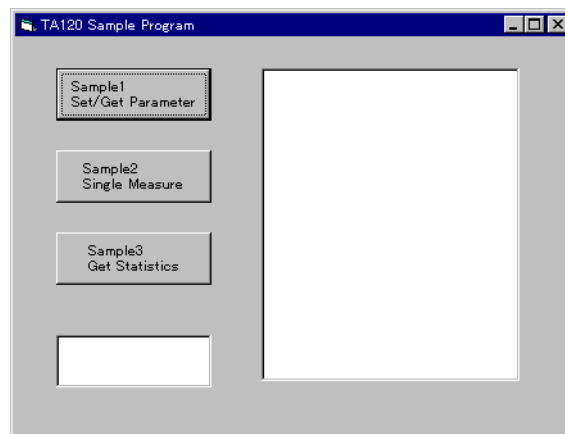 TA120 Sample Program
Sample1
Set/Get Parameter
Sample2
Single Measure
Sample3
Get Statistics